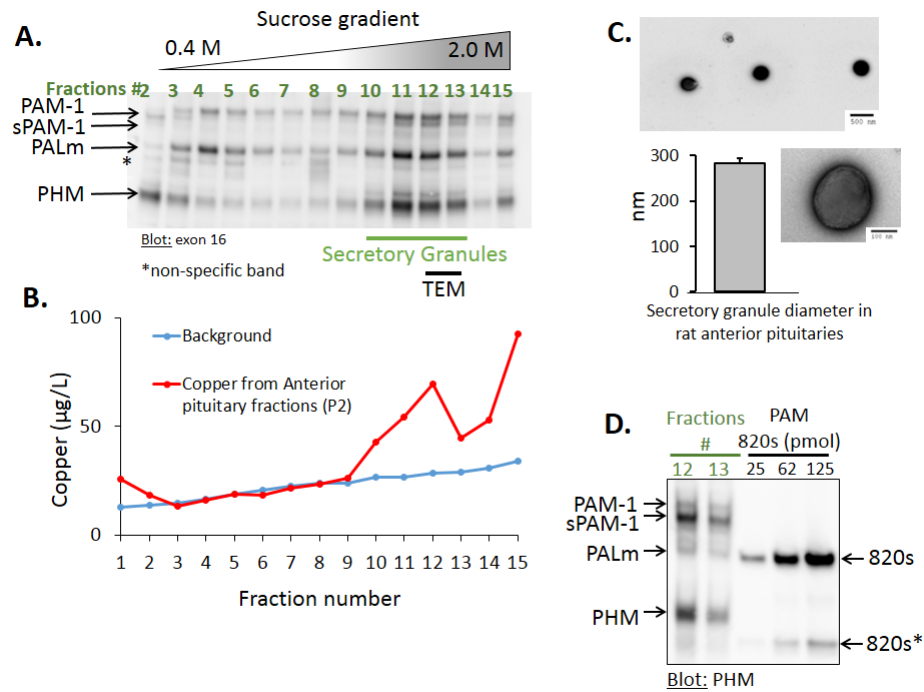 A.
Sucrose gradient
0.4 M
2.0 M
Fractions #
2 3 4 5 6 7 8 9 10 11 12 13 14 15
PAM-1
sPAM-1
PALm
*
PHM
Blot: exon 16
*non-specific band
Secretory Granules
TEM
B.
100
50
0
Copper (µg/L)
Background
Copper from Anterior
pituitary fractions (P2)
1 2 3 4 5 6 7 8 9 10 11 12 13 14 15
Fraction number
C.
500 nm
300
200
100
0
nm
100 nm
Secretory granule diameter in
rat anterior pituitaries
D.
Fractions
#
12 13
PAM
820s (pmol)
25 62 125
PAM-1
sPAM-1
PALm
PHM
820s
820s*
Blot: PHM